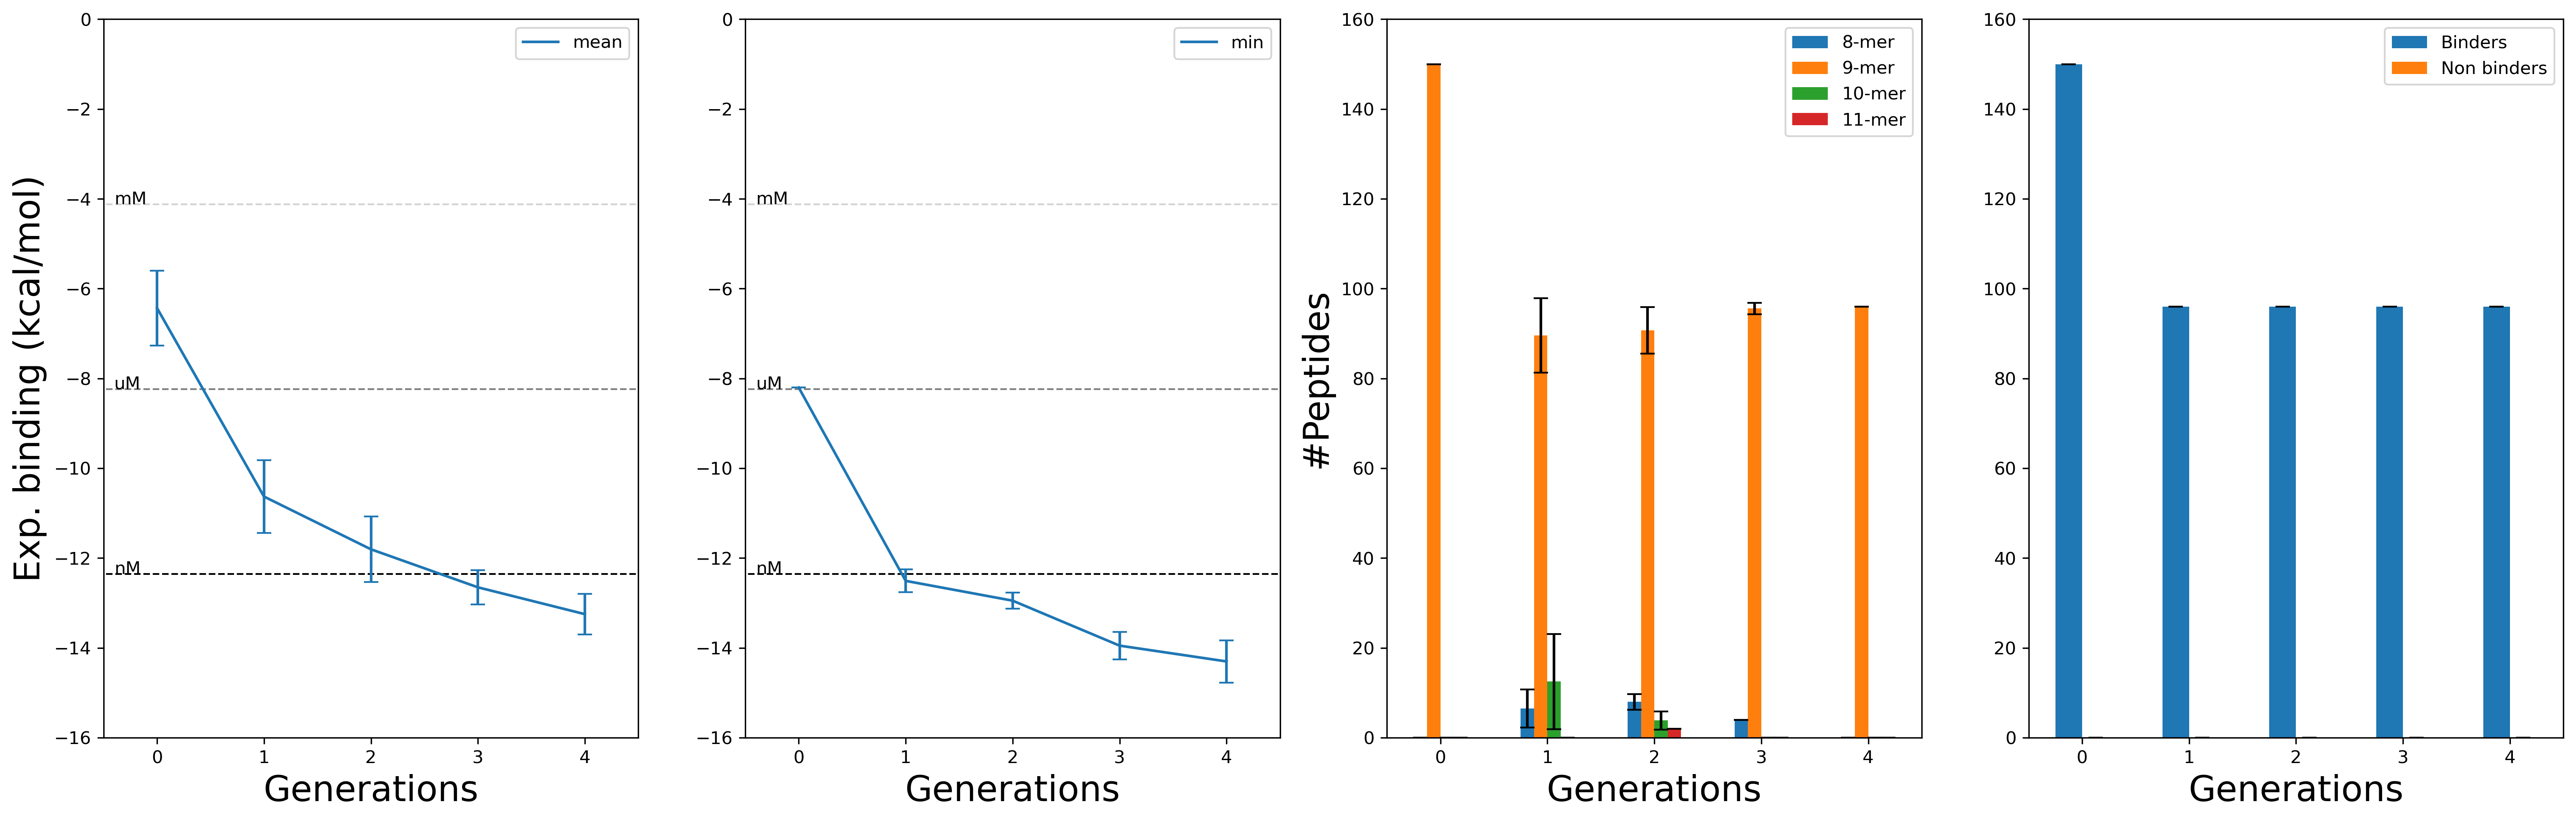 Exp. binding (kcal/mol)
0
−2
−4
−6
−8
−10
−12
−14
−16
mean
mM
uM
nM
0 1 2 3 4
Generations
0
−2
−4
−6
−8
−10
−12
−14
−16
min
mM
uM
nM
0 1 2 3 4
Generations
#Peptides
160
140
120
100
80
60
40
20
0
8-mer
9-mer
10-mer
11-mer
0 1 2 3 4
Generations
160
140
120
100
80
60
40
20
0
Binders
Non binders
0 1 2 3 4
Generations